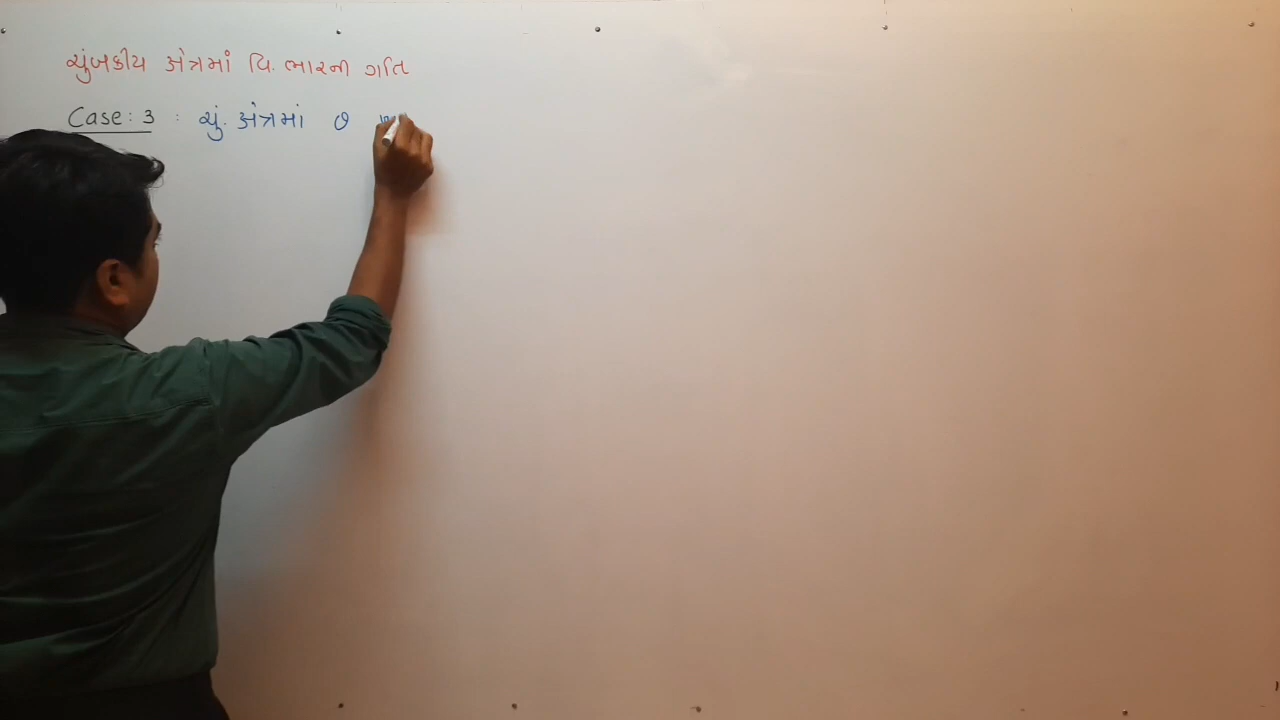 ચુંબકીય ક્ષેત્રમાં વિ. ભારની ગતિ
Case: 3 : ચું. ક્ષેત્રમાં θ